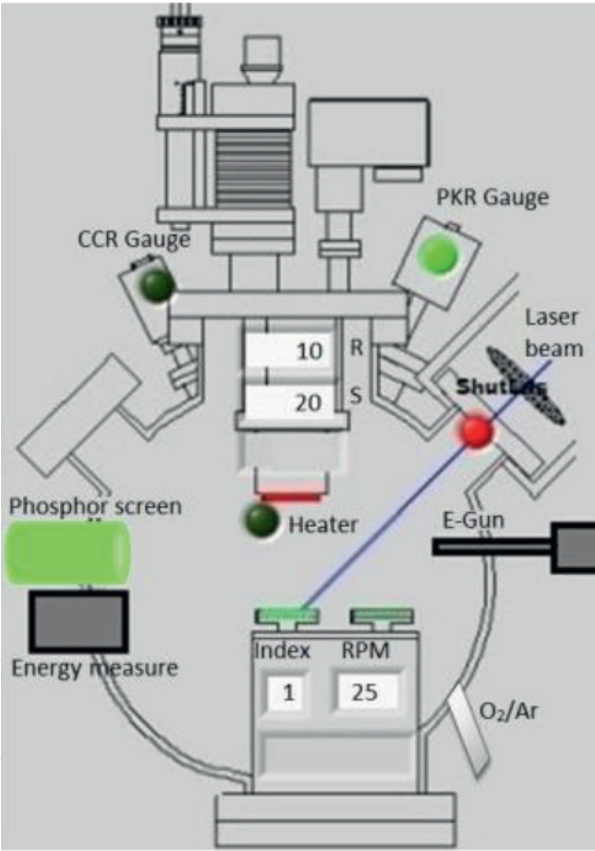 PKR Gauge
CCR Gauge
Laser
beam
10 R
Shutt
20 S
Phosphor screen
Heater
E-Gun
Energy measure
Index RPM
1 25
O₂/Ar